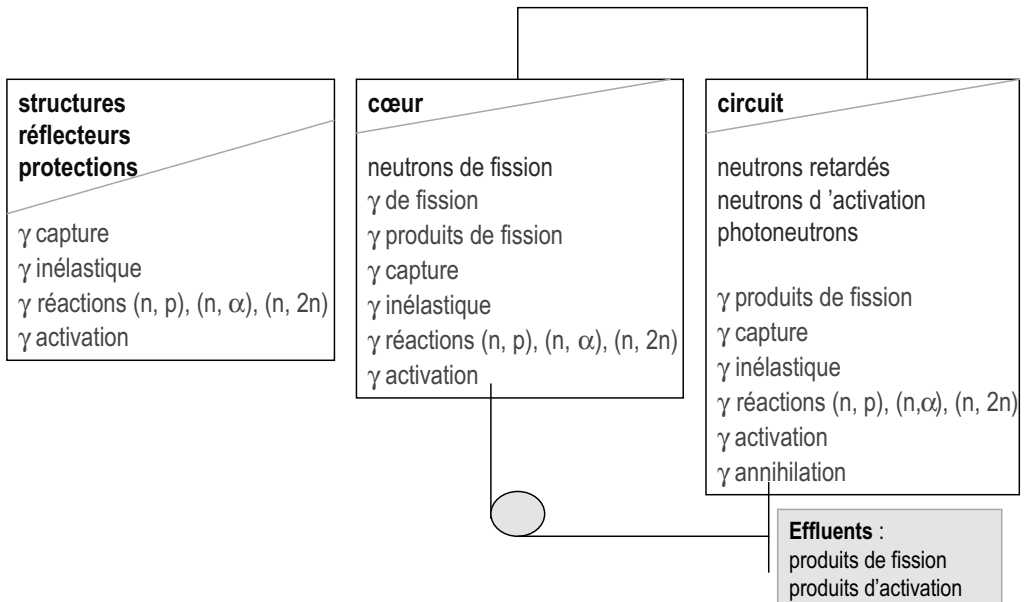 structures
réflecteurs
protections
γ capture
γ inélastique
γ réactions (n, p), (n, α), (n, 2n)
γ activation
cœur
neutrons de fission
γ de fission
γ produits de fission
γ capture
γ inélastique
γ réactions (n, p), (n, α), (n, 2n)
γ activation
circuit
neutrons retardés
neutrons d 'activation
photoneutrons
γ produits de fission
γ capture
γ inélastique
γ réactions (n, p), (n,α), (n, 2n)
γ activation
γ annihilation
Effluents :
produits de fission
produits d'activation